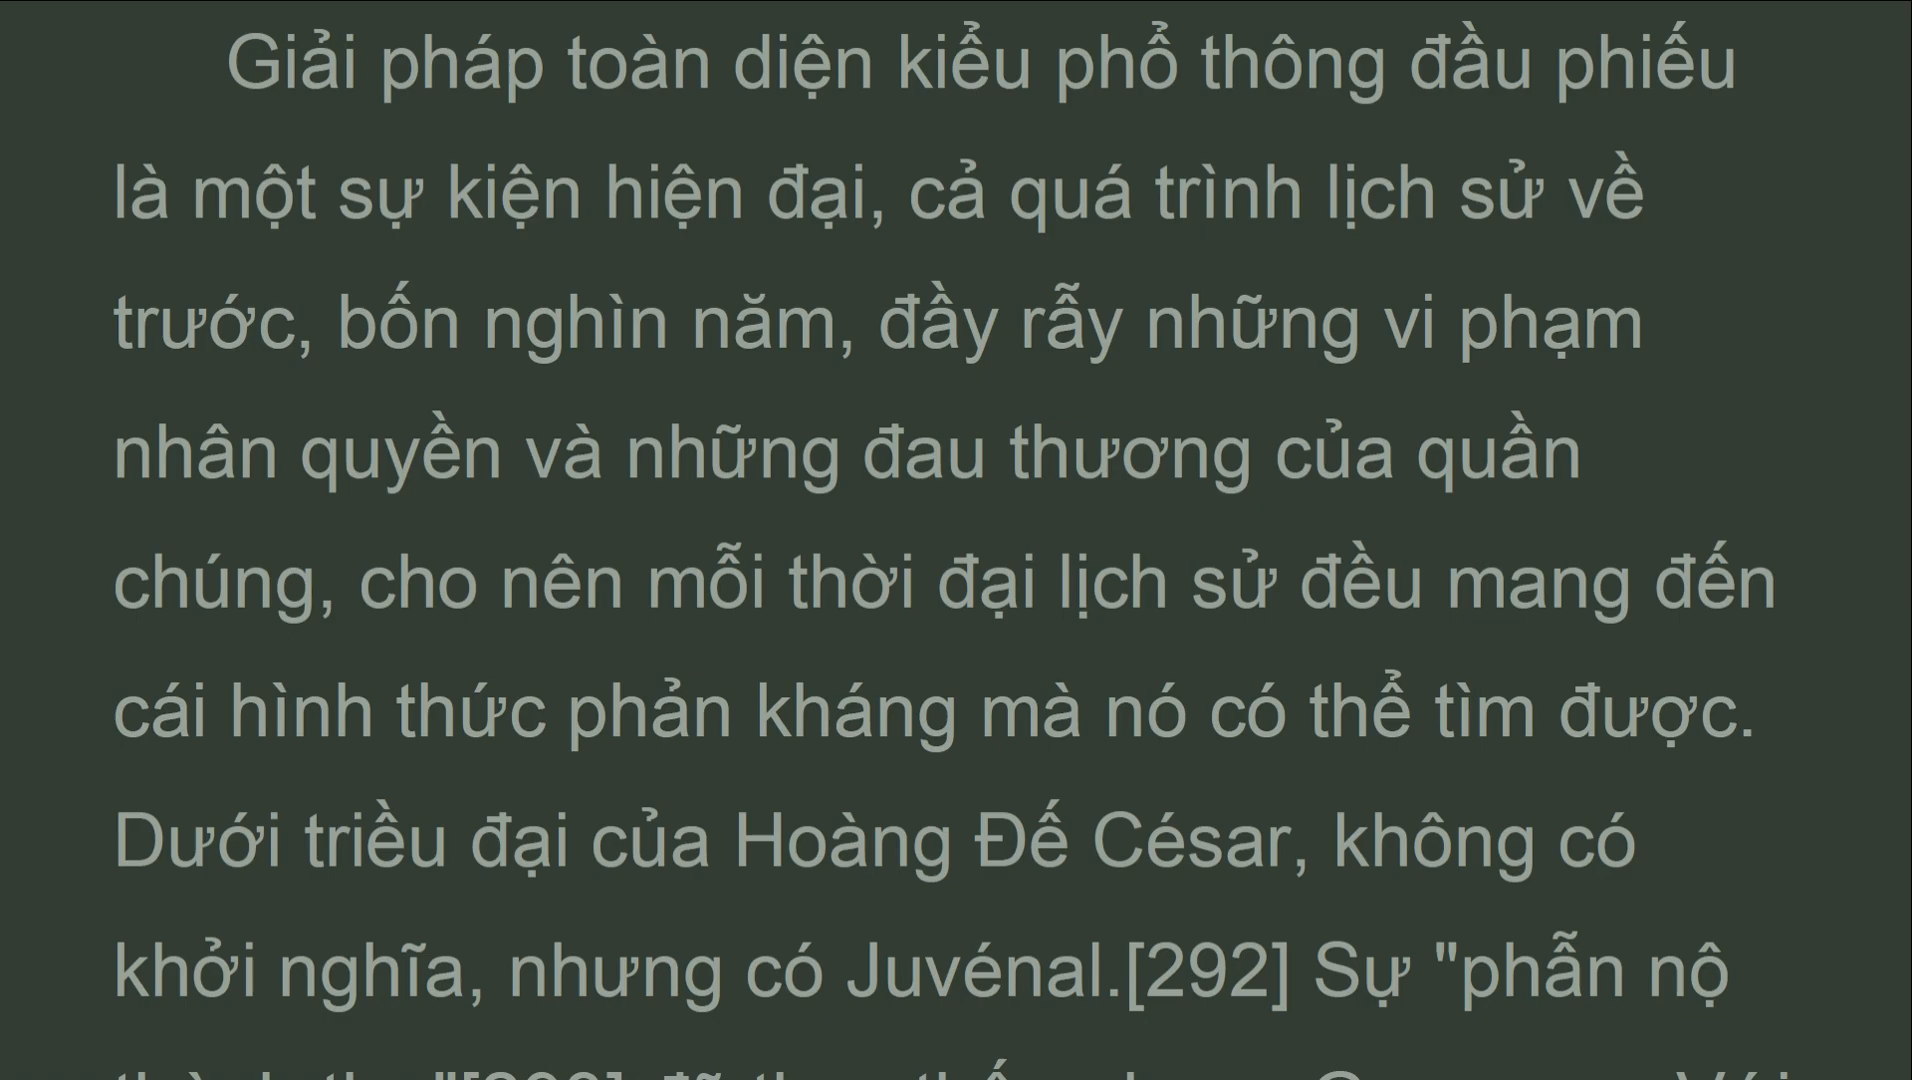 Giải pháp toàn diện kiểu phổ thông đầu phiếu
là một sự kiện hiện đại, cả quá trình lịch sử về
trước, bốn nghìn năm, đầy rẫy những vi phạm
nhân quyền và những đau thương của quần
chúng, cho nên mỗi thời đại lịch sử đều mang đến
cái hình thức phản kháng mà nó có thể tìm được.
Dưới triều đại của Hoàng Đế César, không có
khởi nghĩa, nhưng có Juvénal.[292] Sự "phẫn nộ